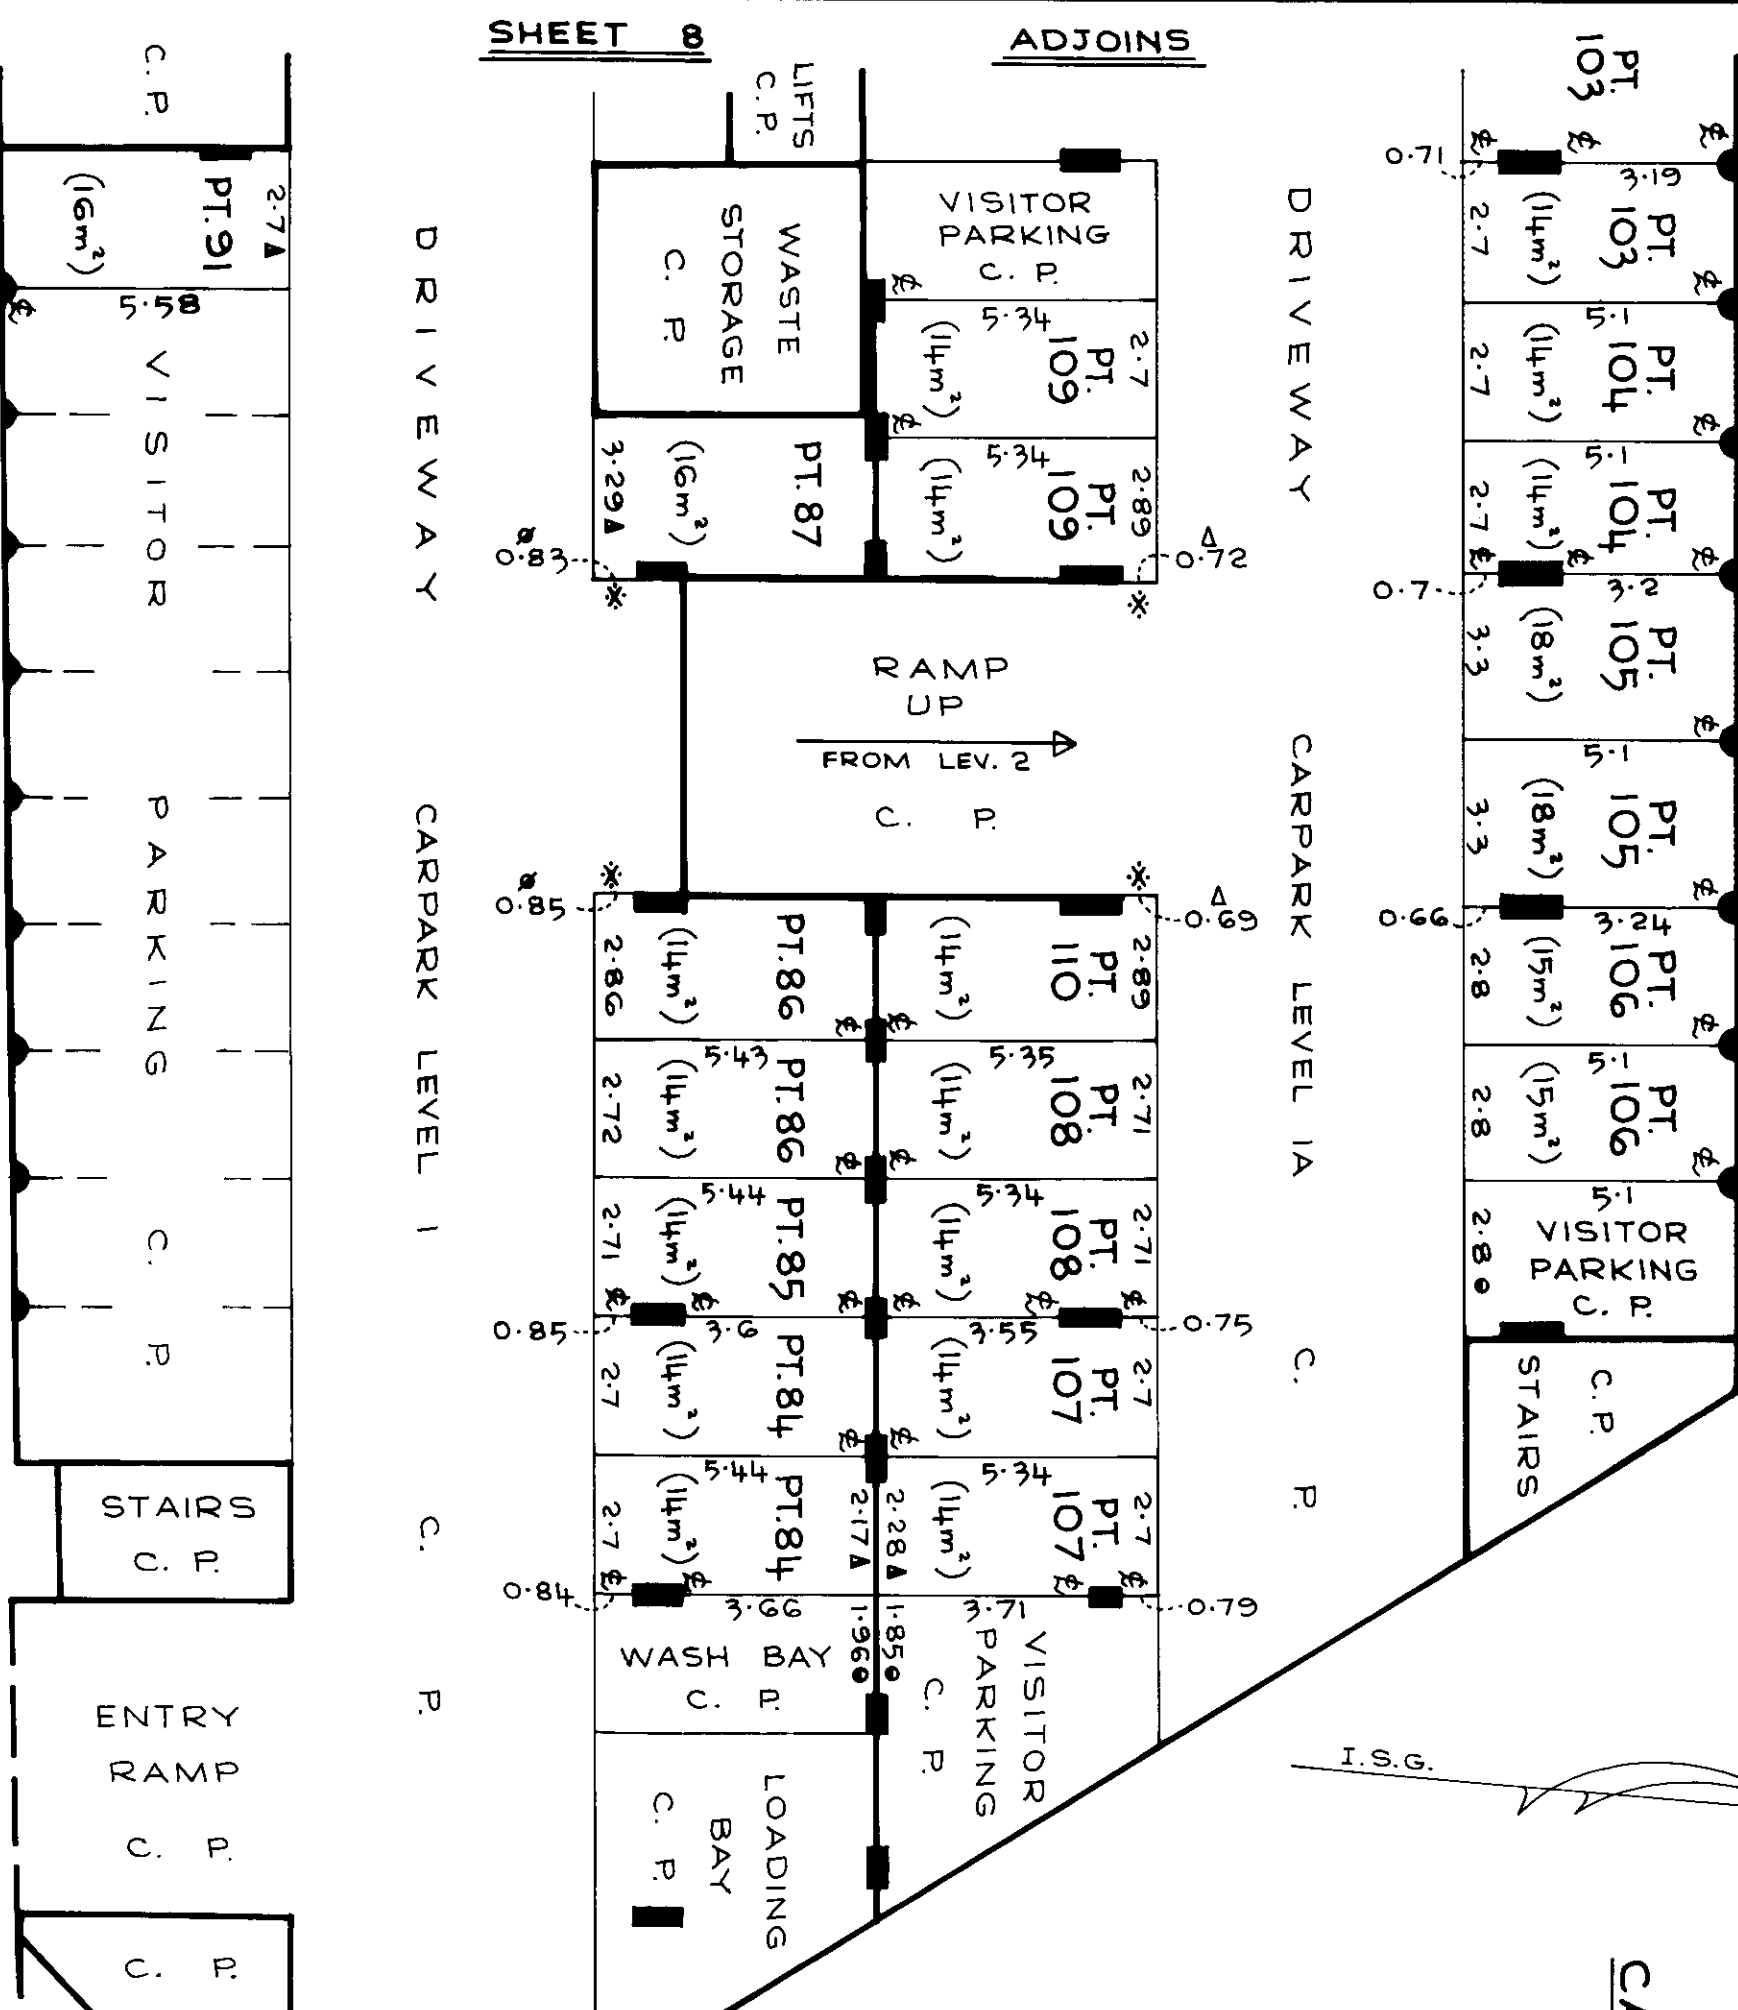 SHEET 8 ADJOINS
C. P.
PT. 91
(16m²)
2·7▲
5·58
VISITOR PARKING C. P.
STAIRS
C. P.
ENTRY
RAMP
C. P.
C. P.
DRIVEWAY CARPARK LEVEL 1 C. P.
LIFTS
C. P.
WASTE
STORAGE
C. P.
PT. 87
(16m²)
3·29▲
ø
0·83
※
VISITOR
PARKING
C. P.
℄
5·34
PT.
109
(14m²)
2·7
℄
5·34
PT.
109
(14m²)
2·89
Δ
0·72
※
RAMP
UP
FROM LEV. 2
C. P.
ø
0·85
※
PT. 86
(14m²)
2·86
℄
5·43
PT. 86
(14m²)
2·72
℄
5·44
PT. 85
(14m²)
2·71
℄ ℄ ℄
0·85
3·6
PT. 84
(14m²)
2·7
℄
5·44
PT. 84
(14m²)
2·7
2·17▲
℄ ℄
0·84
3·66
1·96●
WASH BAY
C. P.
LOADING
BAY
C. P.
※
Δ
0·69
PT.
110
(14m²)
2·89
℄
5·35
PT.
108
(14m²)
2·71
℄
5·34
PT.
108
(14m²)
2·71
℄ ℄ ℄
3·55
0·75
PT.
107
(14m²)
2·7
℄
5·34
PT.
107
(14m²)
2·7
2·28▲
℄ ℄
3·71
0·79
1·85●
VISITOR
PARKING
C. P.
DRIVEWAY CARPARK LEVEL 1A C. P.
PT.
103
℄ ℄ ℄
0·71
3·19
PT.
103
(14m²)
2·7
℄
5·1
PT.
104
(14m²)
2·7
℄
5·1
PT.
104
(14m²)
2·7
℄ ℄ ℄
0·7
3·2
PT.
105
(18m²)
3·3
℄
5·1
PT.
105
(18m²)
3·3
℄
0·66
3·24
PT.
106
(15m²)
2·8
℄
5·1
PT.
106
(15m²)
2·8
℄
5·1
VISITOR
PARKING
C. P.
2·8●
C. P.
STAIRS
I.S.G.